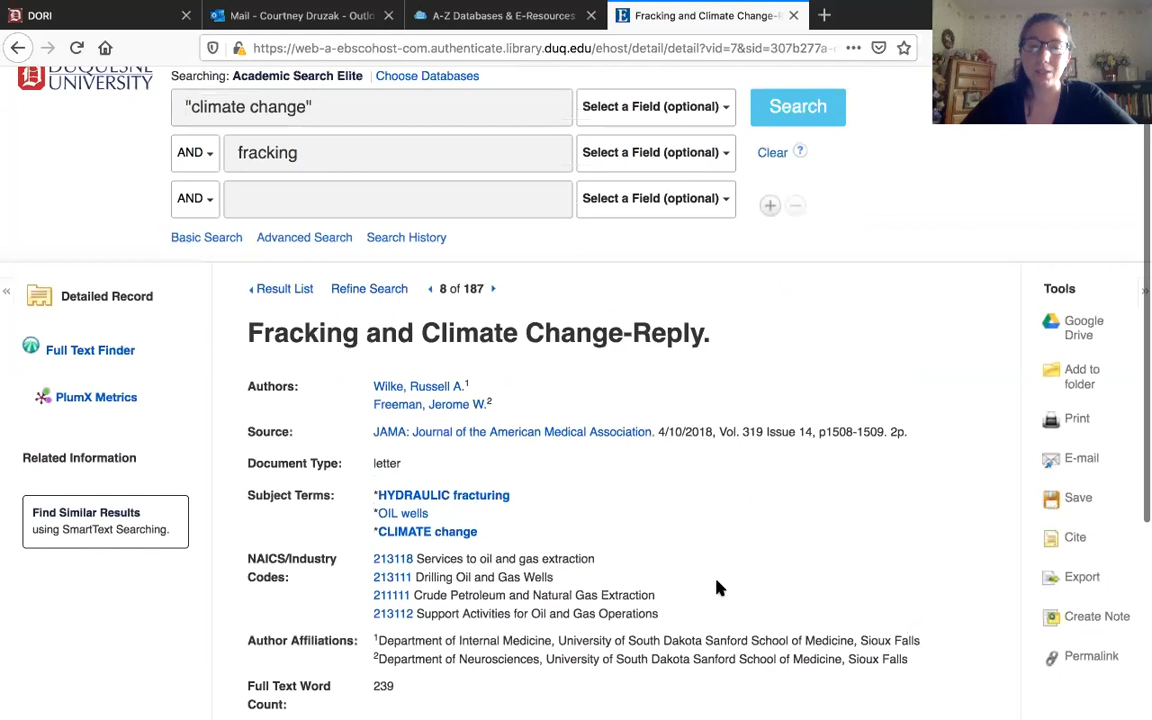 DORI
Mail - Courtney Druzak - Outlo
A-Z Databases & E-Resources
Fracking and Climate Change-R
https://web-a-ebscohost-com.authenticate.library.duq.edu/ehost/detail/detail?vid=7&sid=307b277a-
DUQUESNE
UNIVERSITY
Searching: Academic Search Elite Choose Databases
"climate change" Select a Field (optional) Search
AND fracking Select a Field (optional) Clear ?
AND Select a Field (optional)
Basic Search Advanced Search Search History
Detailed Record
Full Text Finder
PlumX Metrics
Related Information
Find Similar Results
using SmartText Searching.
Result List Refine Search 8 of 187
Fracking and Climate Change-Reply.
Authors: Wilke, Russell A.1
Freeman, Jerome W.2
Source: JAMA: Journal of the American Medical Association. 4/10/2018, Vol. 319 Issue 14, p1508-1509. 2p.
Document Type: letter
Subject Terms: *HYDRAULIC fracturing
*OIL wells
*CLIMATE change
NAICS/Industry Codes: 213118 Services to oil and gas extraction
213111 Drilling Oil and Gas Wells
211111 Crude Petroleum and Natural Gas Extraction
213112 Support Activities for Oil and Gas Operations
Author Affiliations: 1Department of Internal Medicine, University of South Dakota Sanford School of Medicine, Sioux Falls
2Department of Neurosciences, University of South Dakota Sanford School of Medicine, Sioux Falls
Full Text Word Count: 239
Tools
Google
Drive
Add to
folder
Print
E-mail
Save
Cite
Export
Create Note
Permalink